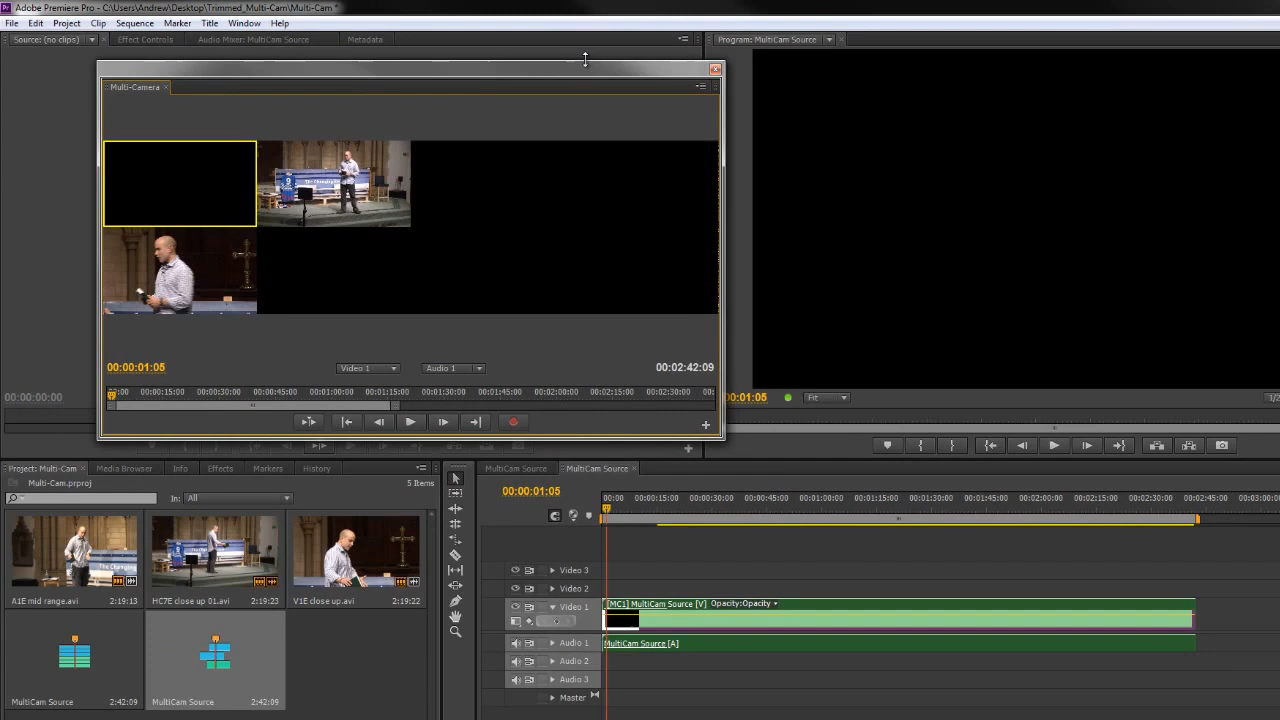 Adobe Premiere Pro - C:\Users\Andrew\Desktop\Trimmed_Multi-Cam\Multi-Cam *
File Edit Project Clip Sequence Marker Title Window Help
Source: (no clips) Effect Controls Audio Mixer: MultiCam Source Metadata
Program: MultiCam Source
Multi-Camera
9
The Changing
00:00:01:05
Video 1
Audio 1
00:02:42:09
00:00:15:00 00:00:30:00 00:00:45:00 00:01:00:00 00:01:15:00 00:01:30:00 00:01:45:00 00:02:00:00 00:02:15:00 00:02:30:00
00:00:00:00
00:01:05
Fit
1/2
Project: Multi-Cam Media Browser Info Effects Markers History
Multi-Cam.prproj
5 Items
In: All
A1E mid range.avi 2:19:13
HC7E close up 01.avi 2:19:23
V1E close up.avi 2:19:22
MultiCam Source 2:42:09
MultiCam Source 2:42:09
MultiCam Source MultiCam Source
00:00:01:05
00:00 00:00:15:00 00:00:30:00 00:00:45:00 00:01:00:00 00:01:15:00 00:01:30:00 00:01:45:00 00:02:00:00 00:02:15:00 00:02:30:00 00:02:45:00 00:03:00:00
Video 3
Video 2
Video 1
[MC1] MultiCam Source [V] Opacity:Opacity
Audio 1
MultiCam Source [A]
Audio 2
Audio 3
Master